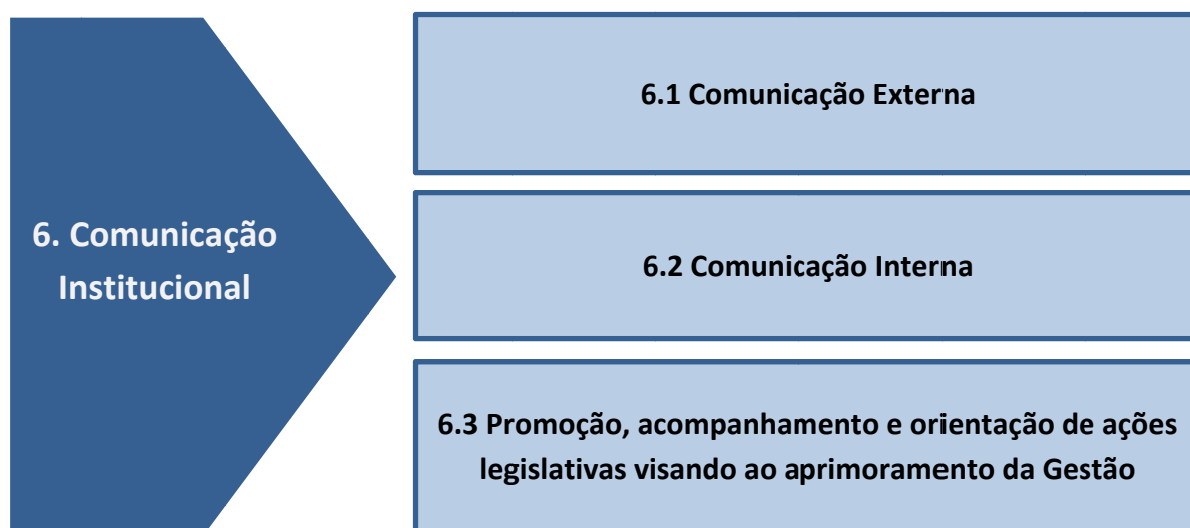 6. Comunicação
Institucional
6.1 Comunicação Externa
6.2 Comunicação Interna
6.3 Promoção, acompanhamento e orientação de ações
legislativas visando ao aprimoramento da Gestão